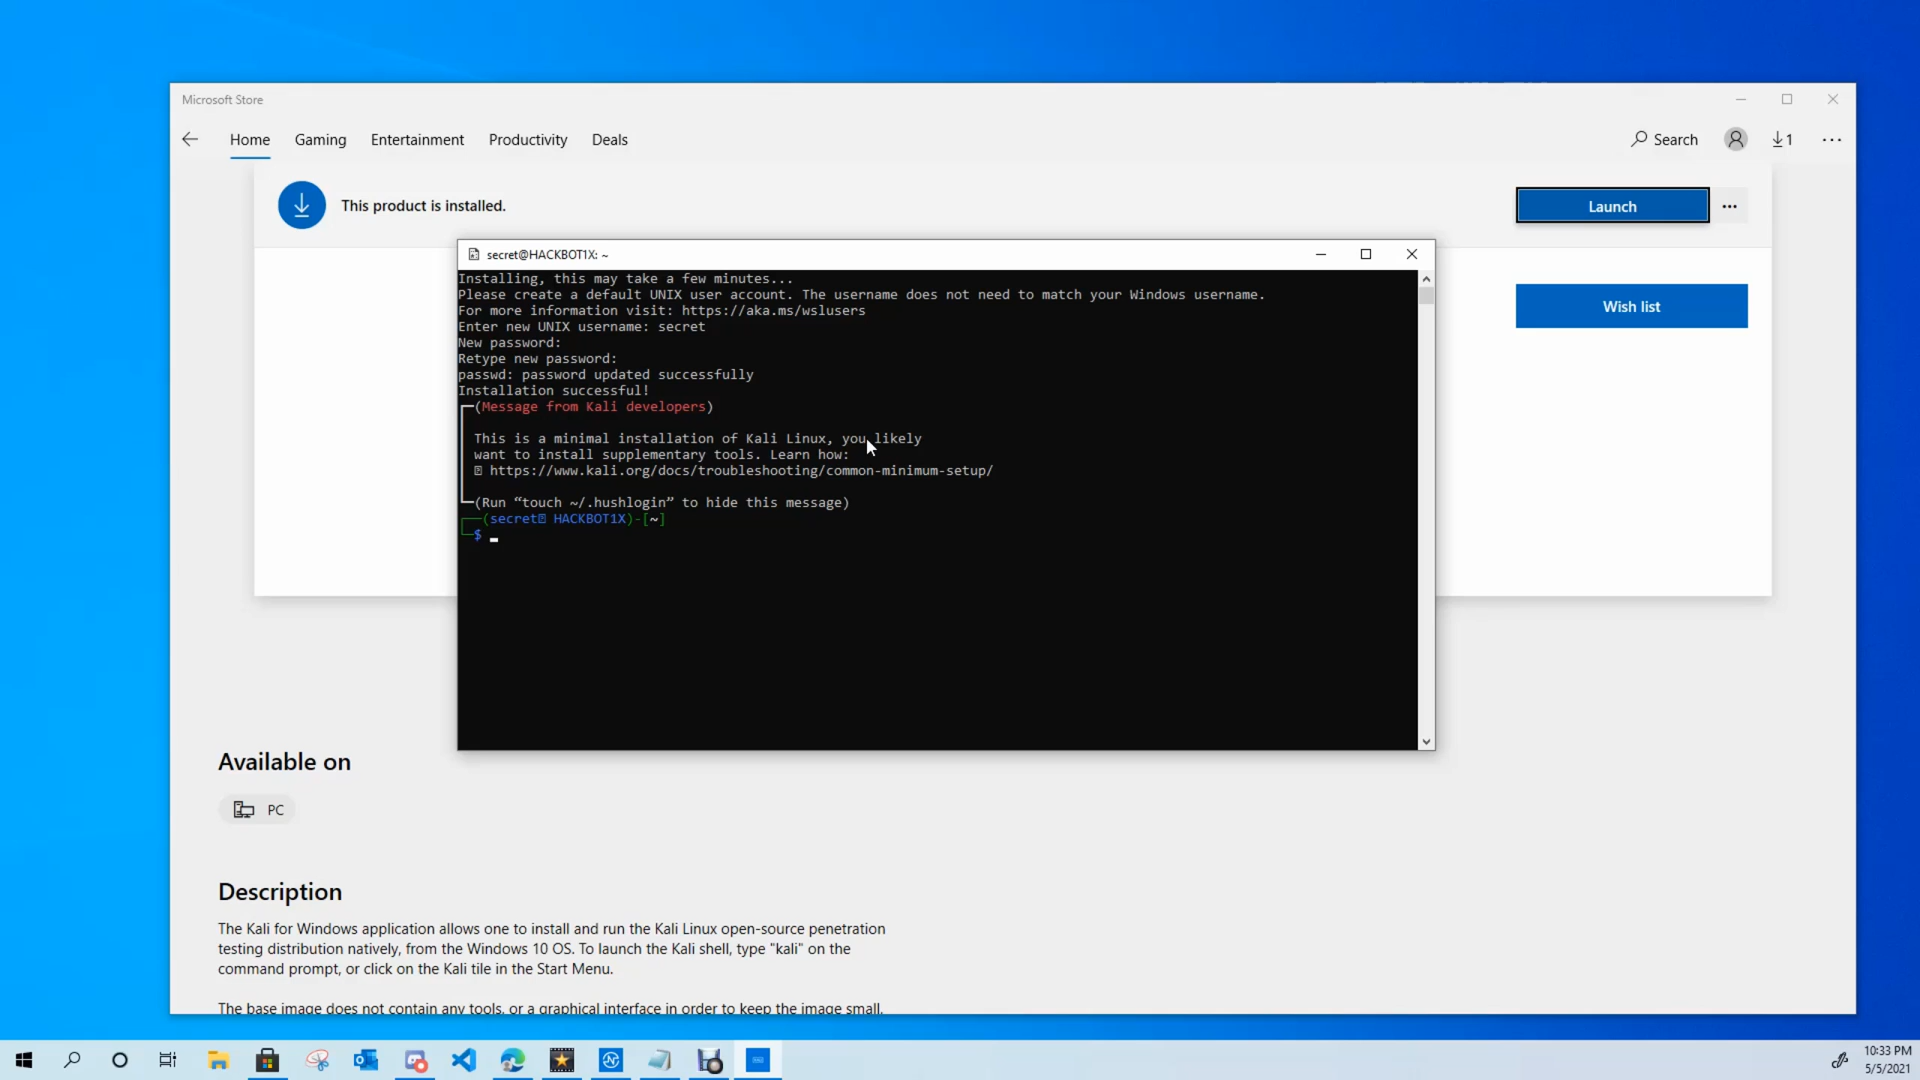 Microsoft Store
Home Gaming Entertainment Productivity Deals Search 1
This product is installed. Launch
Wish list
secret@HACKBOT1X: ~
Installing, this may take a few minutes...
Please create a default UNIX user account. The username does not need to match your Windows username.
For more information visit: https://aka.ms/wslusers
Enter new UNIX username: secret
New password:
Retype new password:
passwd: password updated successfully
Installation successful!
(Message from Kali developers)
This is a minimal installation of Kali Linux, you likely
want to install supplementary tools. Learn how:
https://www.kali.org/docs/troubleshooting/common-minimum-setup/
(Run “touch ~/.hushlogin” to hide this message)
(secret HACKBOT1X)-[~]
$
Available on
PC
Description
The Kali for Windows application allows one to install and run the Kali Linux open-source penetration
testing distribution natively, from the Windows 10 OS. To launch the Kali shell, type "kali" on the
command prompt, or click on the Kali tile in the Start Menu.
The base image does not contain any tools, or a graphical interface in order to keep the image small,
10:33 PM
5/5/2021